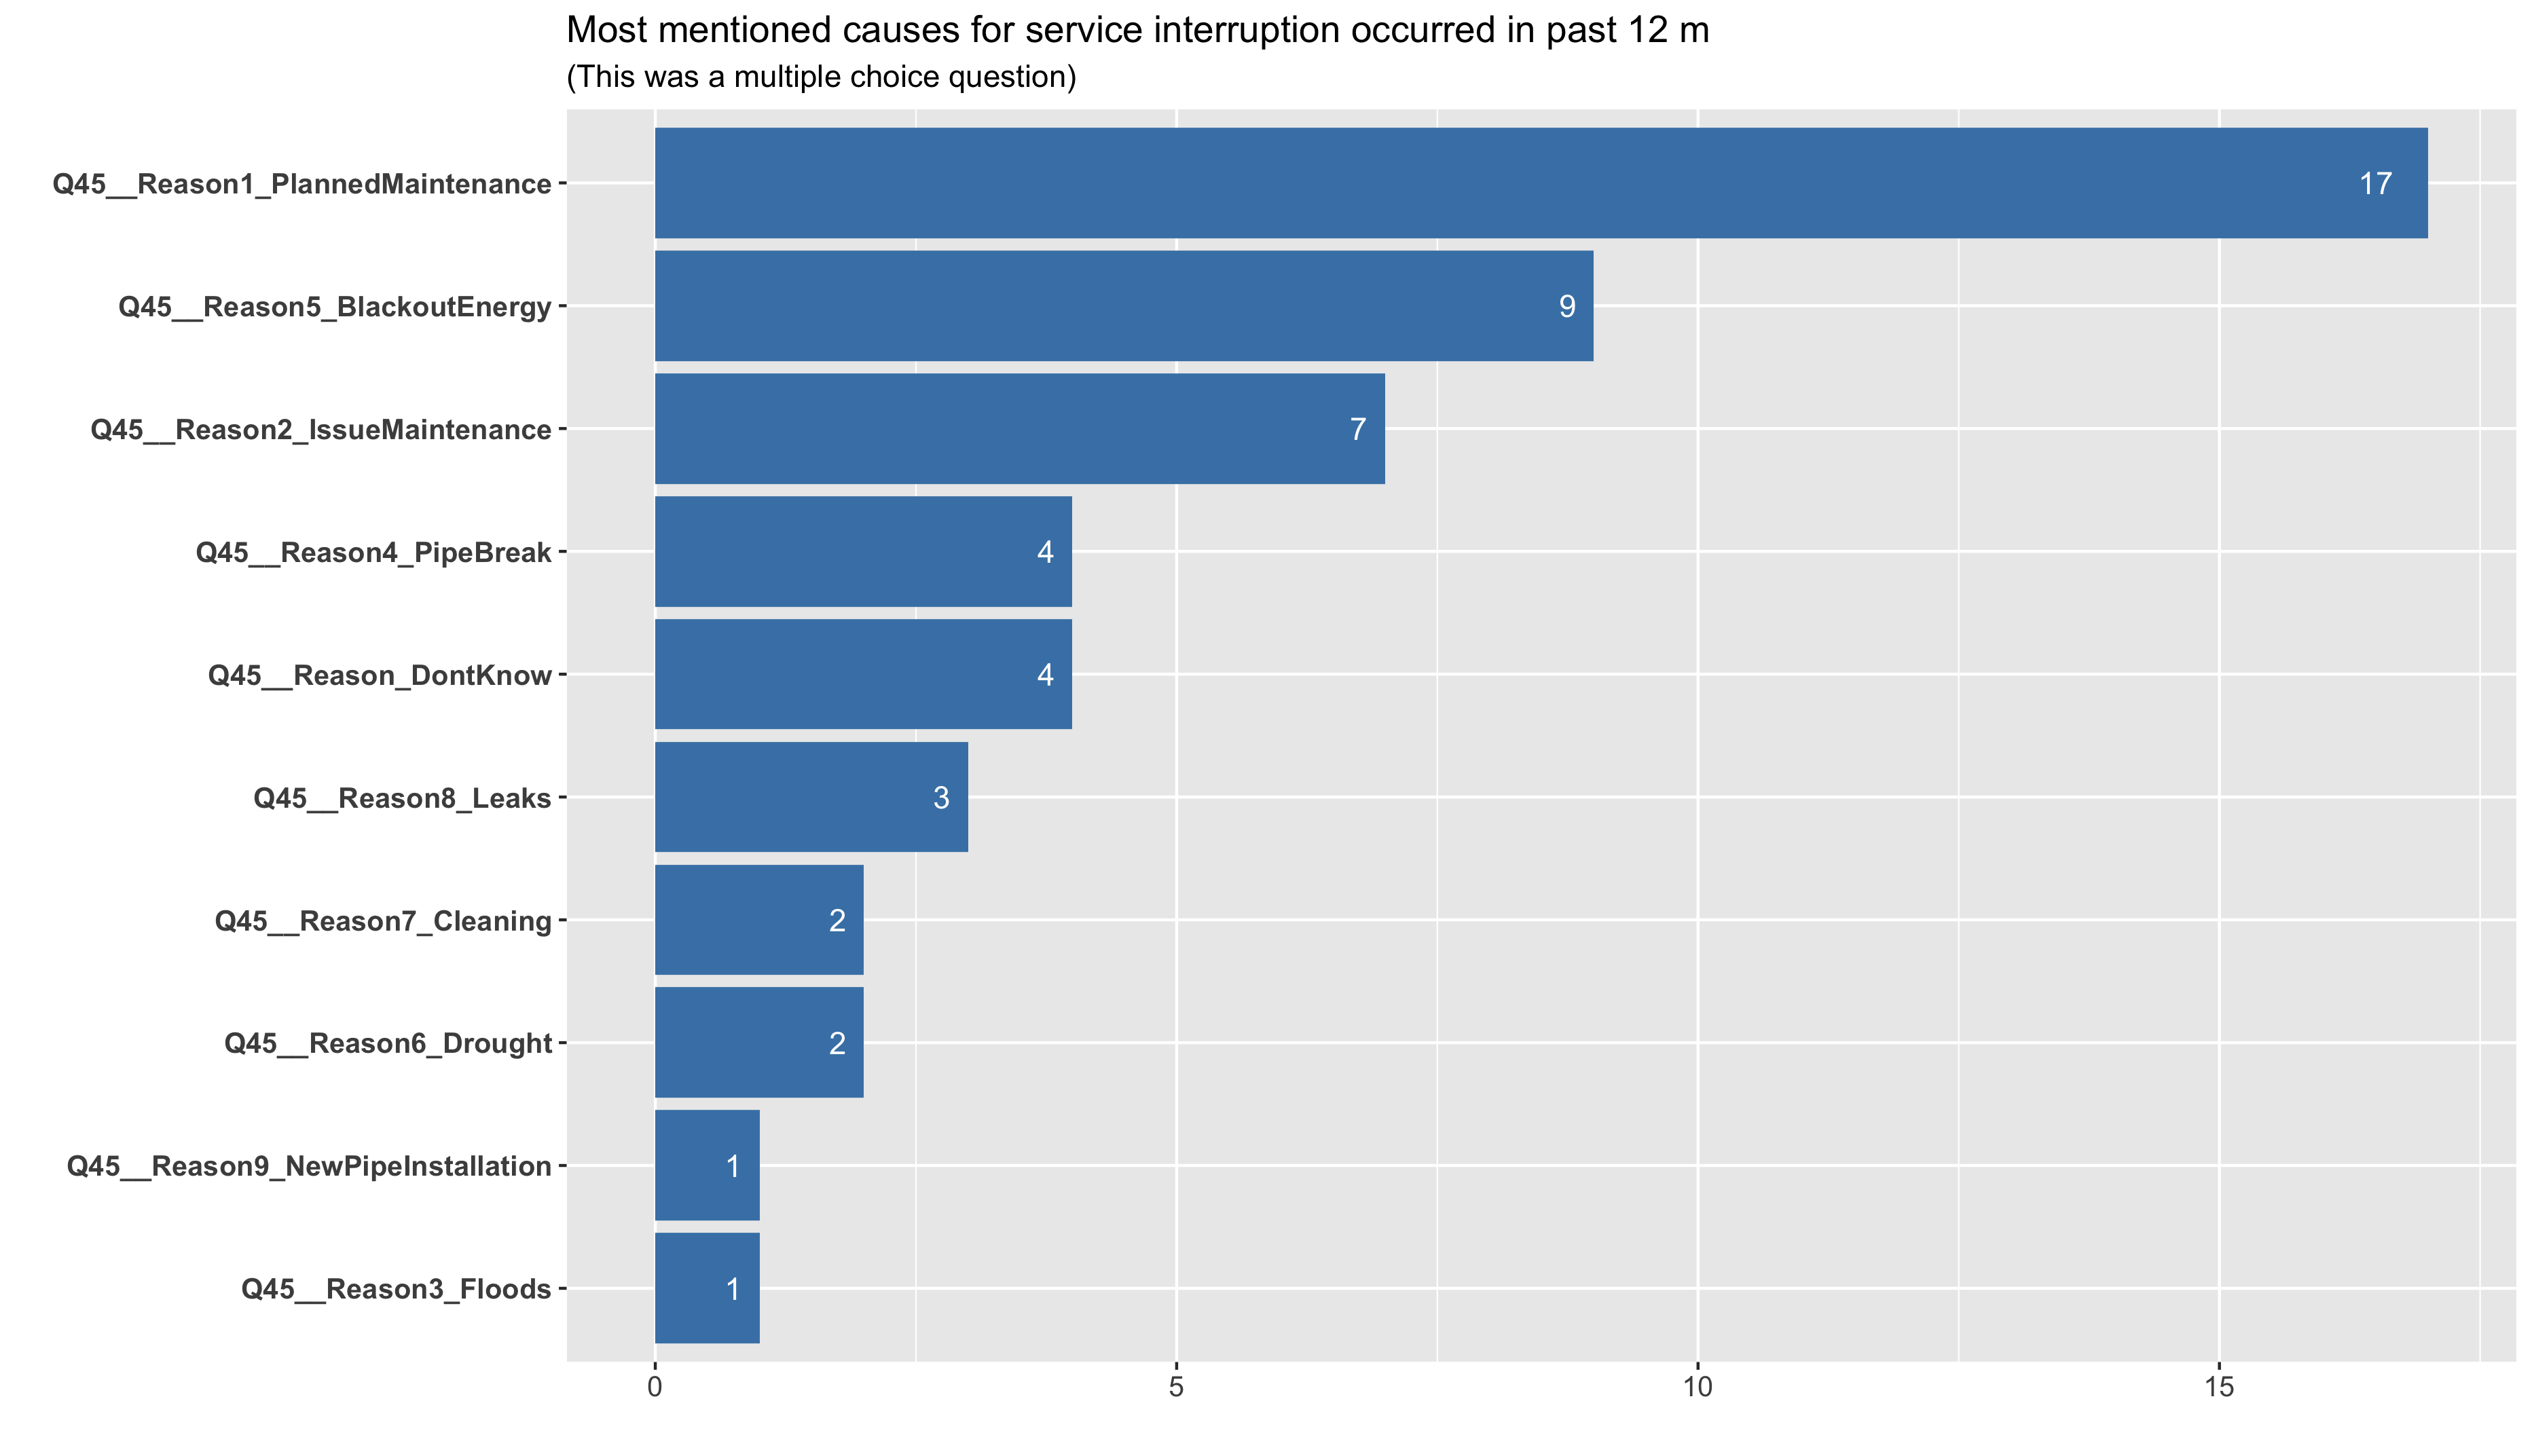 Most mentioned causes for service interruption occurred in past 12 m
(This was a multiple choice question)
Q45__Reason1_PlannedMaintenance 17
Q45__Reason5_BlackoutEnergy 9
Q45__Reason2_IssueMaintenance 7
Q45__Reason4_PipeBreak 4
Q45__Reason_DontKnow 4
Q45__Reason8_Leaks 3
Q45__Reason7_Cleaning 2
Q45__Reason6_Drought 2
Q45__Reason9_NewPipeInstallation 1
Q45__Reason3_Floods 1
0 5 10 15